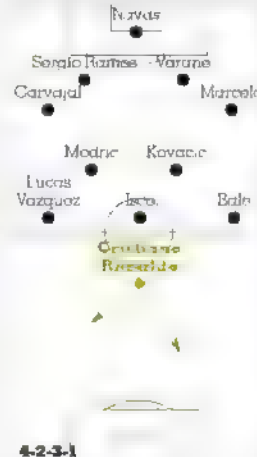 Navas
Sergio Ramos Varane
Carvajal Marcelo
Modric Kovacic
Lucas
Vazquez Isco Bale
Cristiano
Ronaldo
4-2-3-1